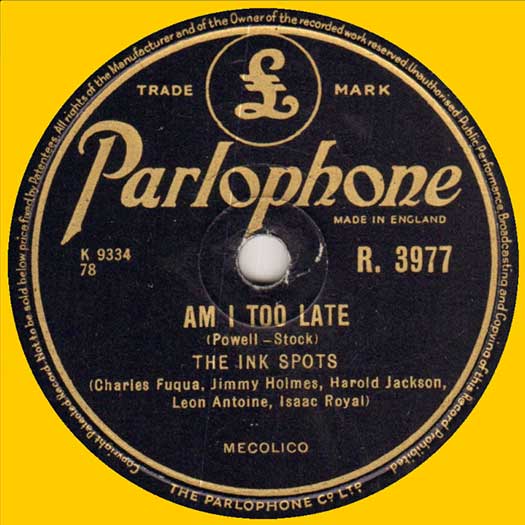 Copyright. Patented Record. Not to be sold below price fixed by Patentees. All rights of the Manufacturer and of the Owner of the recorded work reserved. Unauthorised Public Performance, Broadcasting and Copying of this Record Prohibited.
TRADE £ MARK
Parlophone
MADE IN ENGLAND
K 9334
78
R. 3977
AM I TOO LATE
(Powell – Stock)
THE INK SPOTS
(Charles Fuqua, Jimmy Holmes, Harold Jackson,
Leon Antoine, Isaac Royal)
MECOLICO
THE PARLOPHONE Co LTD